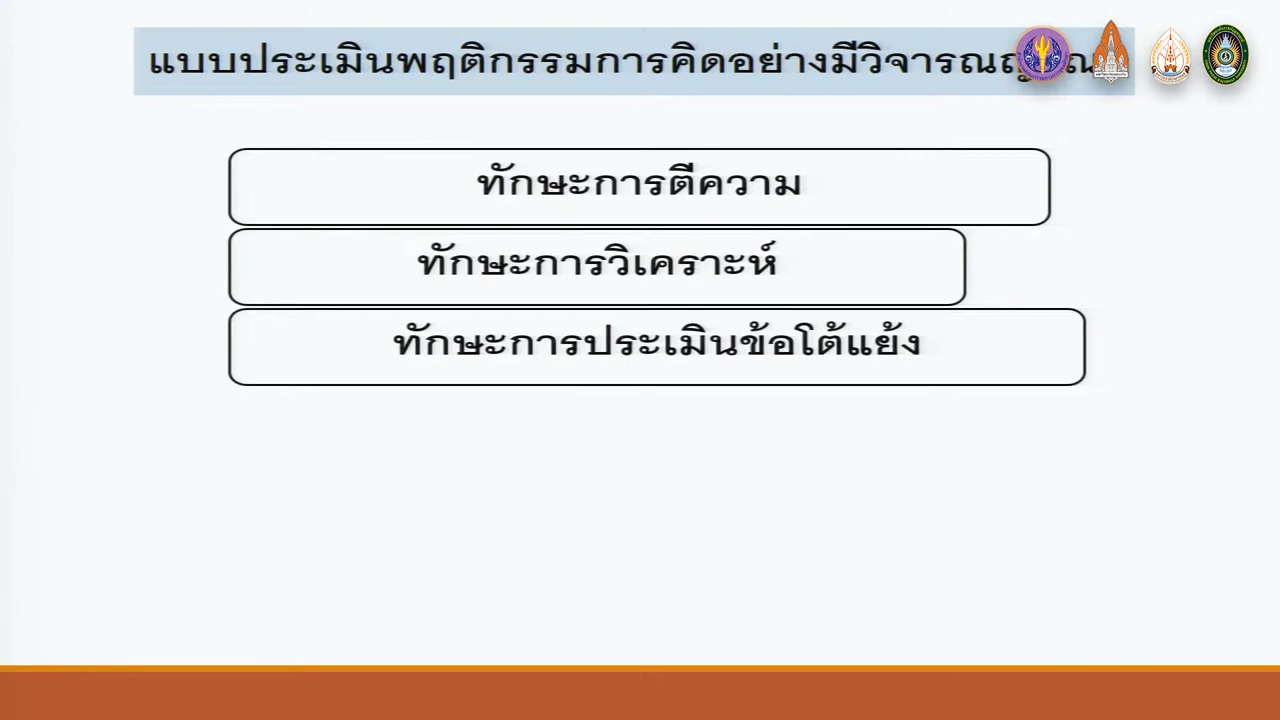 แบบประเมินพฤติกรรมการคิดอย่างมีวิจารณญาณ
ทักษะการตีความ
ทักษะการวิเคราะห์
ทักษะการประเมินข้อโต้แย้ง